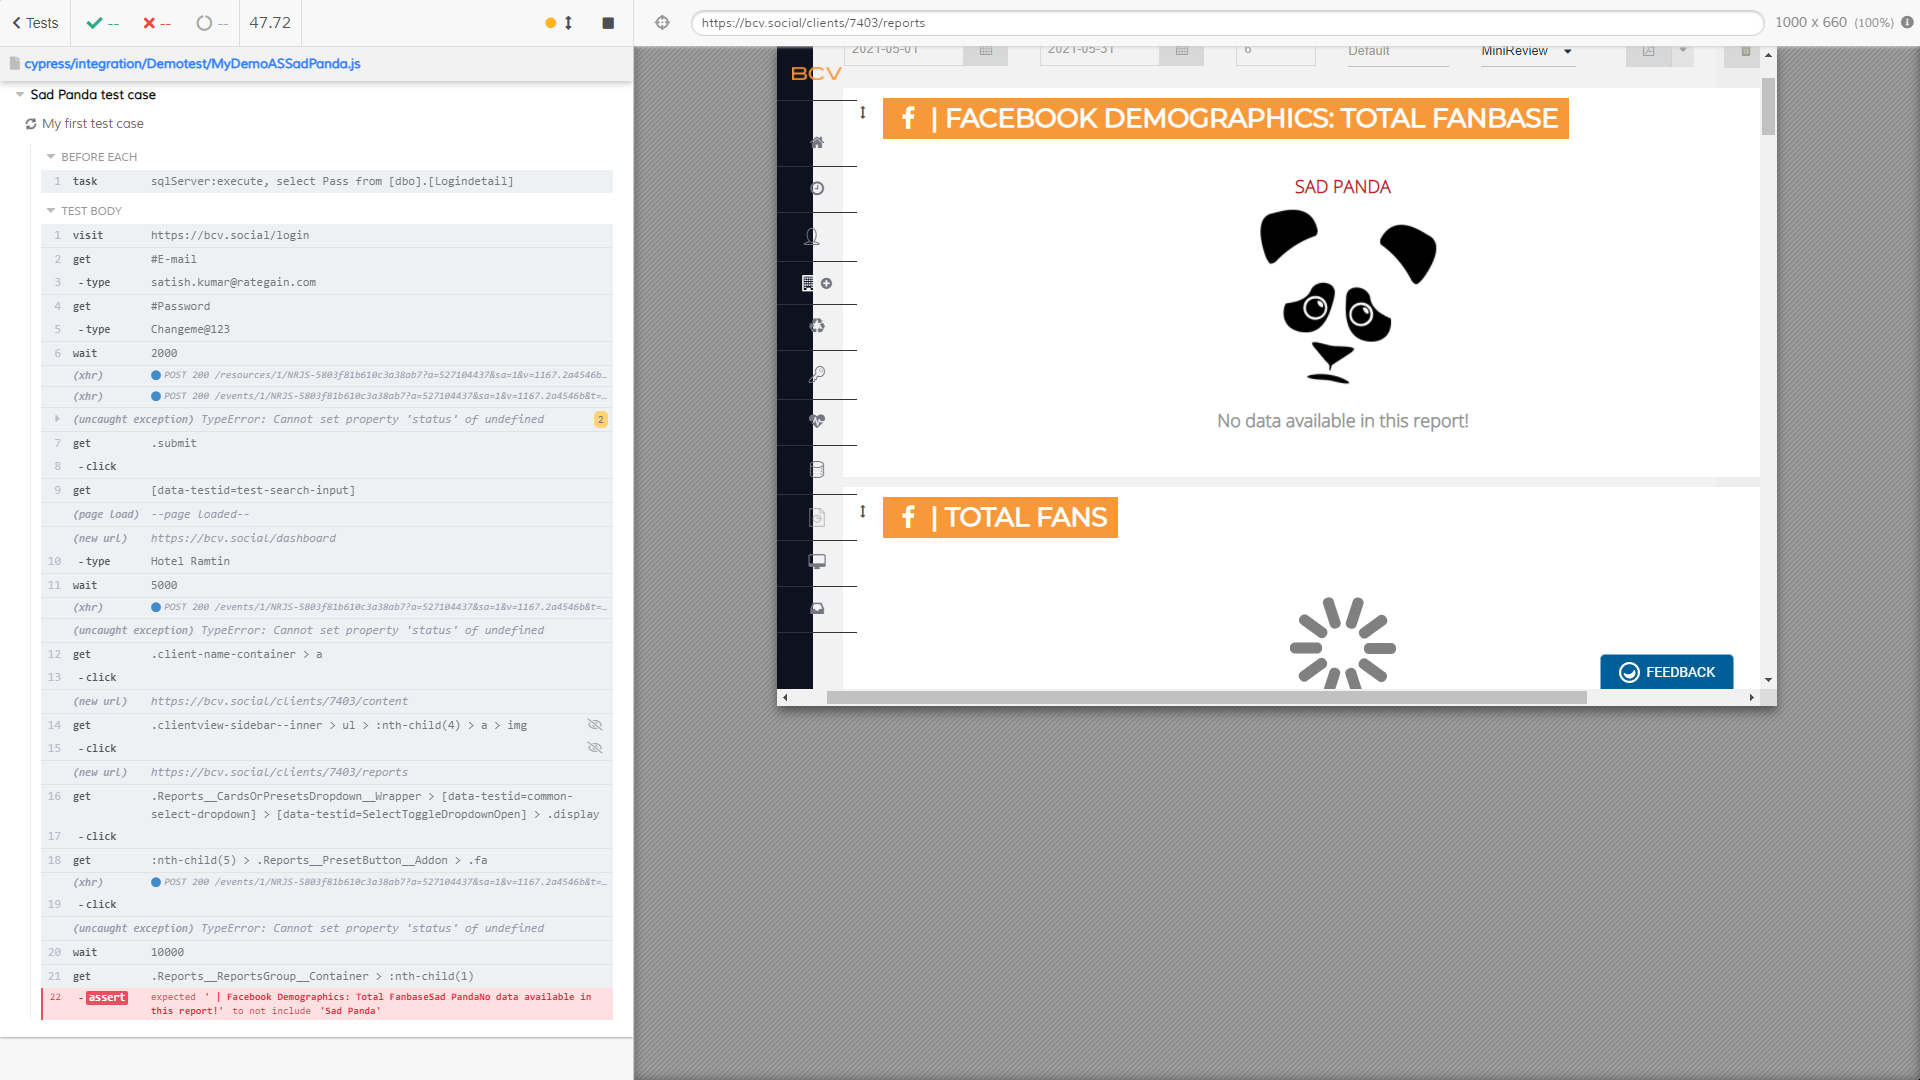 Tests
--
--
--
47.72
cypress/integration/Demotest/MyDemoASSadPanda.js
Sad Panda test case
My first test case
BEFORE EACH
1 task sqlServer:execute, select Pass from [dbo].[Logindetail]
TEST BODY
1 visit https://bcv.social/login
2 get #E-mail
3 -type satish.kumar@rategain.com
4 get #Password
5 -type Changeme@123
6 wait 2000
(xhr) POST 200 /resources/1/NRJS-5803f81b610c3a38ab7?a=527104437&sa=1&v=1167.2a4546b...
(xhr) POST 200 /events/1/NRJS-5803f81b610c3a38ab7?a=527104437&sa=1&v=1167.2a4546b&t=...
(uncaught exception) TypeError: Cannot set property 'status' of undefined 2
7 get .submit
8 -click
9 get [data-testid=test-search-input]
(page load) --page loaded--
(new url) https://bcv.social/dashboard
10 -type Hotel Ramtin
11 wait 5000
(xhr) POST 200 /events/1/NRJS-5803f81b610c3a38ab7?a=527104437&sa=1&v=1167.2a4546b&t=...
(uncaught exception) TypeError: Cannot set property 'status' of undefined
12 get .client-name-container > a
13 -click
(new url) https://bcv.social/clients/7403/content
14 get .clientview-sidebar--inner > ul > :nth-child(4) > a > img
15 -click
(new url) https://bcv.social/clients/7403/reports
16 get .Reports__CardsOrPresetsDropdown__Wrapper > [data-testid=common-
select-dropdown] > [data-testid=SelectToggleDropdownOpen] > .display
17 -click
18 get :nth-child(5) > .Reports__PresetButton__Addon > .fa
(xhr) POST 200 /events/1/NRJS-5803f81b610c3a38ab7?a=527104437&sa=1&v=1167.2a4546b&t=...
19 -click
(uncaught exception) TypeError: Cannot set property 'status' of undefined
20 wait 10000
21 get .Reports__ReportsGroup__Container > :nth-child(1)
22 -assert expected ' | Facebook Demographics: Total FanbaseSad PandaNo data available in
this report!' to not include 'Sad Panda'
https://bcv.social/clients/7403/reports
1000 x 660 (100%)
2021-05-01 2021-05-31 6 Default MiniReview
BCV
| FACEBOOK DEMOGRAPHICS: TOTAL FANBASE
SAD PANDA
No data available in this report!
| TOTAL FANS
FEEDBACK